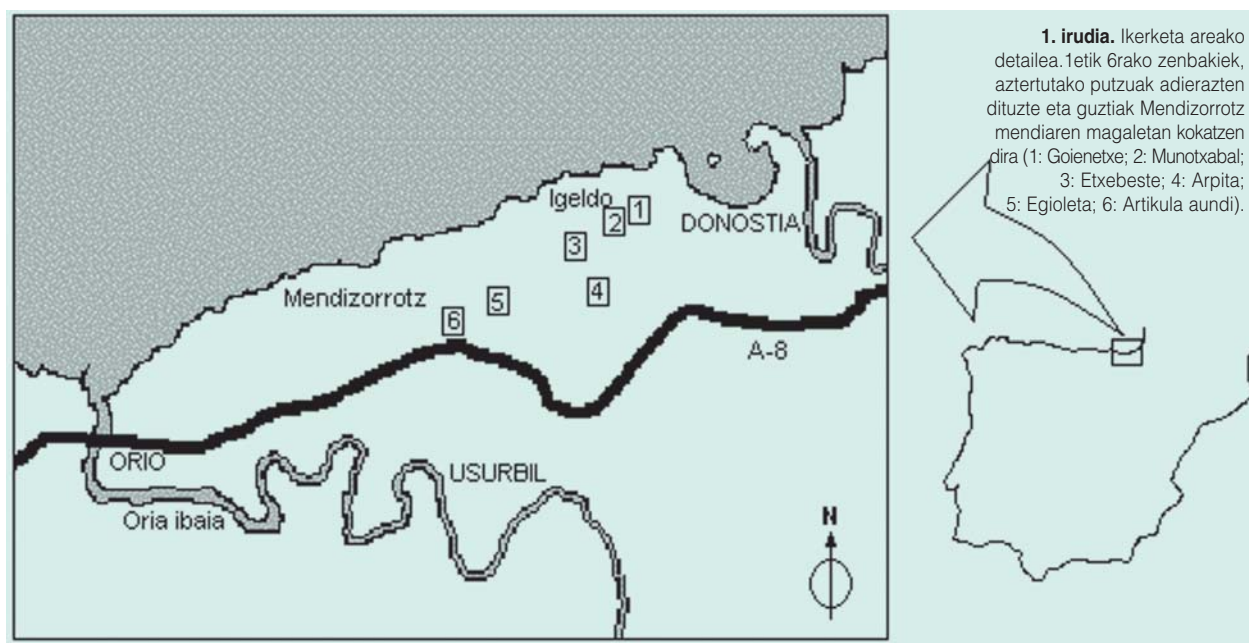 1. irudia. Ikerketa areako
detailea.1etik 6rako zenbakiek,
aztertutako putzuak adierazten
dituzte eta guztiak Mendizorrotz
mendiaren magaletan kokatzen
dira (1: Goienetxe; 2: Munotxabal;
3: Etxebeste; 4: Arpita;
5: Egioleta; 6: Artikula aundi).
Igeldo
1
2
DONOSTIA
3
4
Mendizorrotz
5
6
A-8
ORIO
USURBIL
Oria ibaia
N